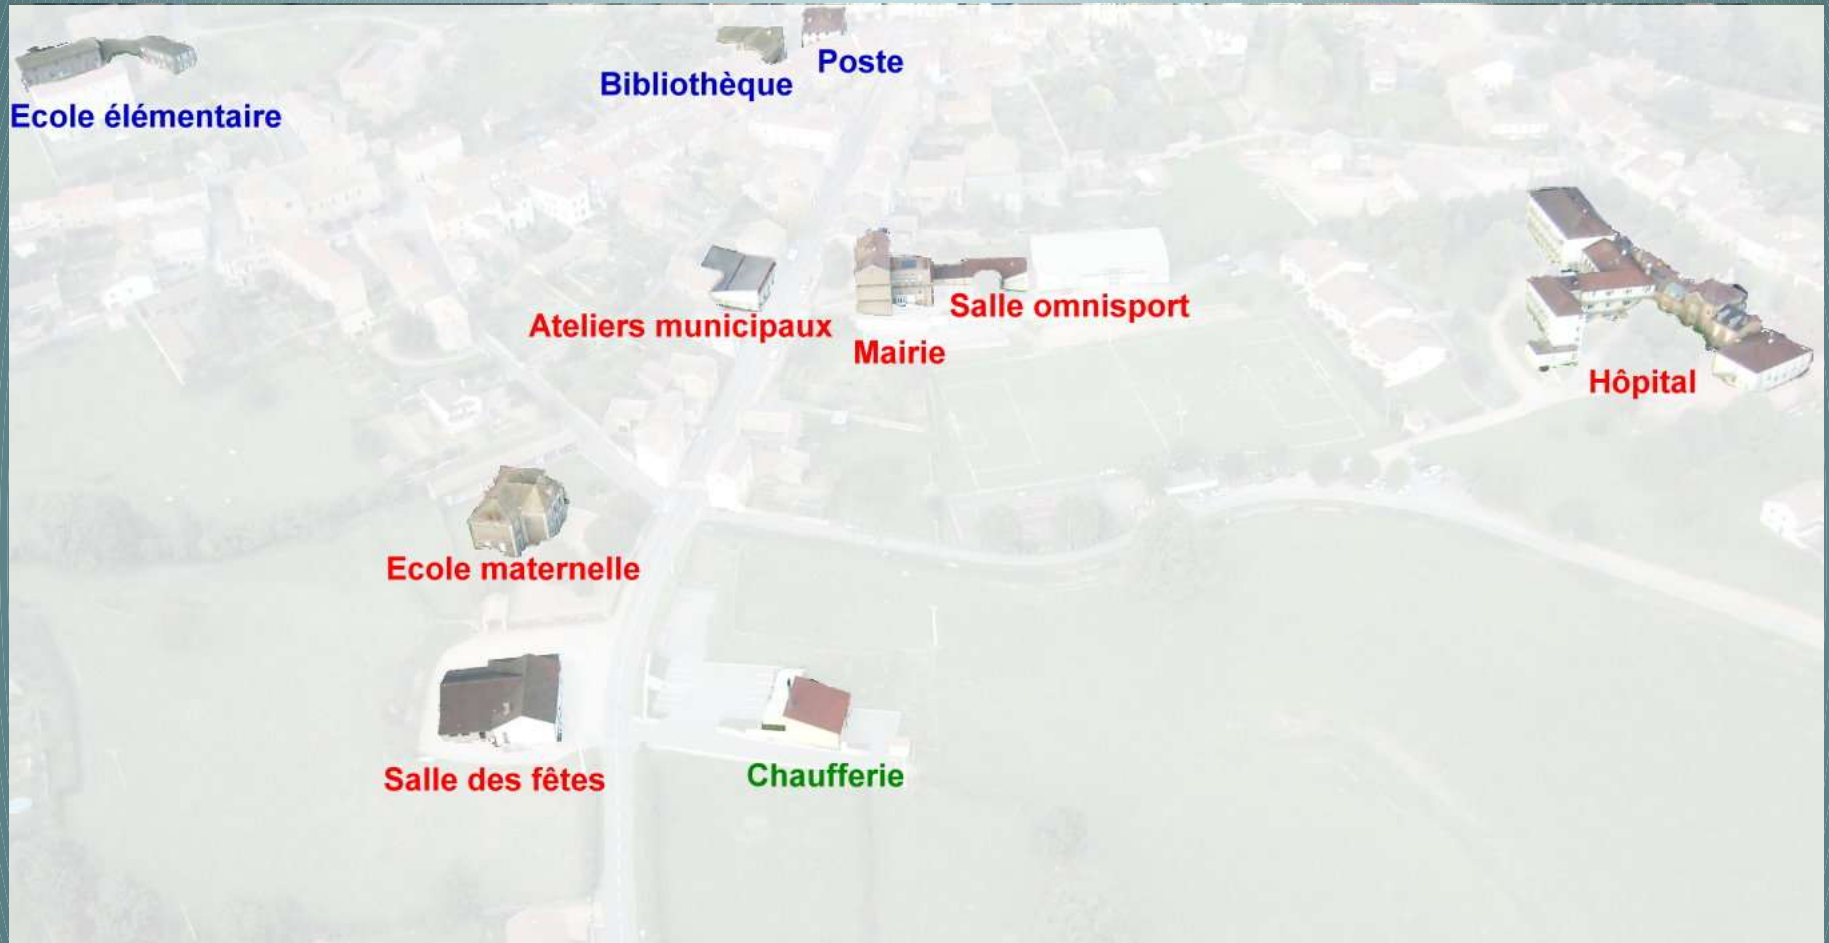 Poste
Bibliothèque
Ecole élémentaire
Salle omnisport
Ateliers municipaux
Mairie
Hôpital
Ecole maternelle
Salle des fêtes
Chaufferie